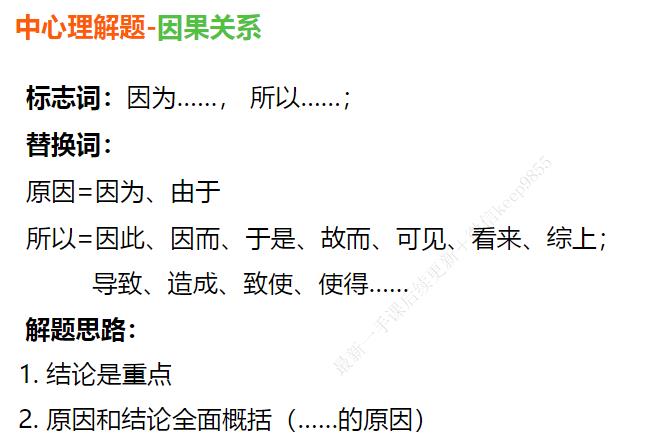 中心理解题-因果关系
标志词：因为……， 所以……；
替换词：
原因=因为、由于
所以=因此、因而、于是、故而、可见、看来、综上；
导致、造成、致使、使得……
解题思路：
1. 结论是重点
2. 原因和结论全面概括（……的原因）
最新一手课后续更新+微信keep9855